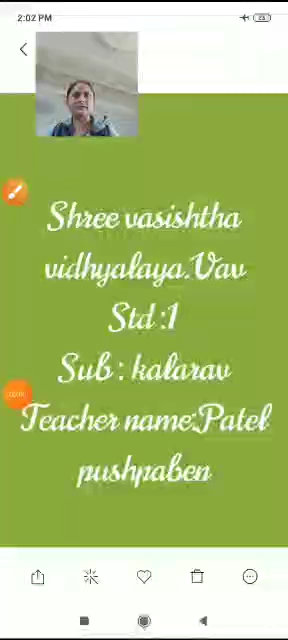 2:02 PM
Shree vasishtha
vidhyalaya.Vav
Std :1
Sub : kalarav
Teacher name:Patel
pushpaben